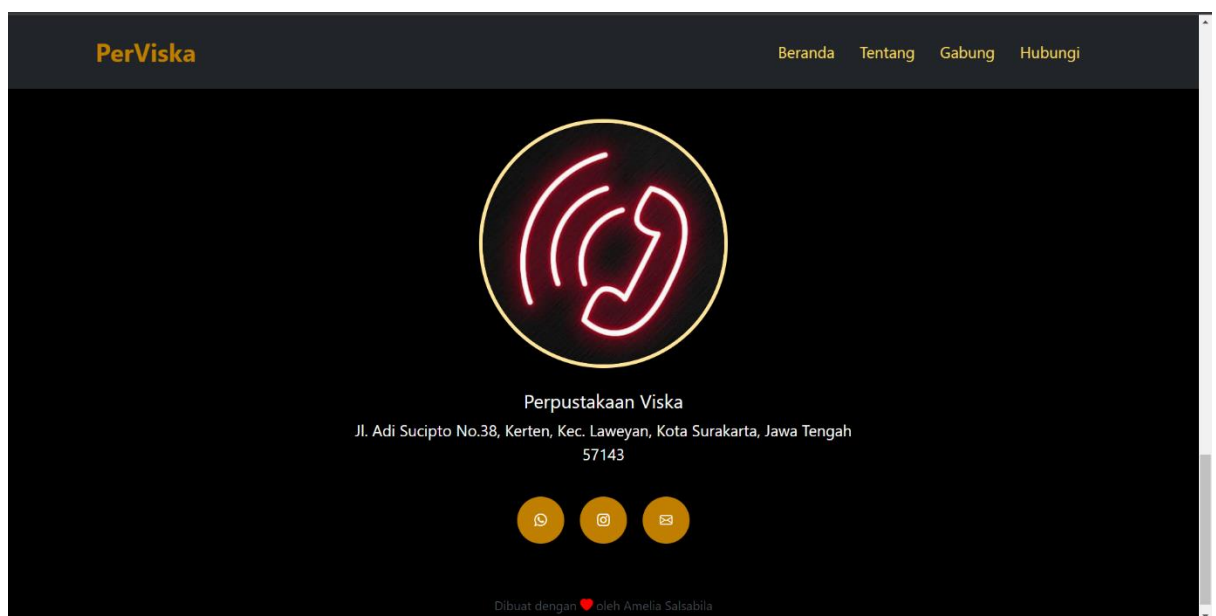 PerViska
Beranda Tentang Gabung Hubungi
Perpustakaan Viska
Jl. Adi Sucipto No.38, Kerten, Kec. Laweyan, Kota Surakarta, Jawa Tengah
57143
Dibuat dengan ❤ oleh Amelia Salsabila